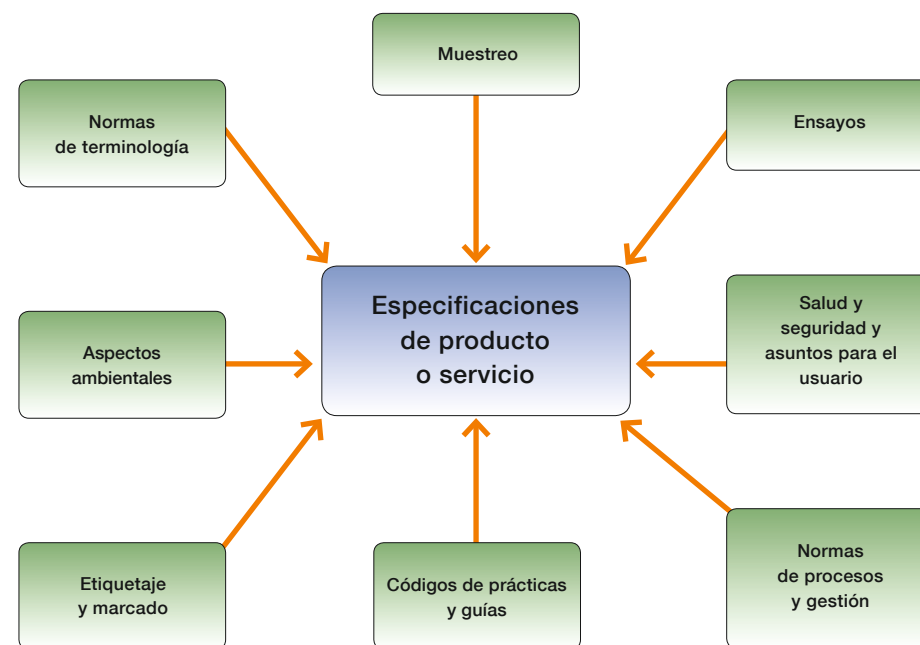 Muestreo
Normas
de terminología
Ensayos
Especificaciones
de producto
o servicio
Aspectos
ambientales
Salud y
seguridad y
asuntos para el
usuario
Etiquetaje
y marcado
Códigos de prácticas
y guías
Normas
de procesos
y gestión